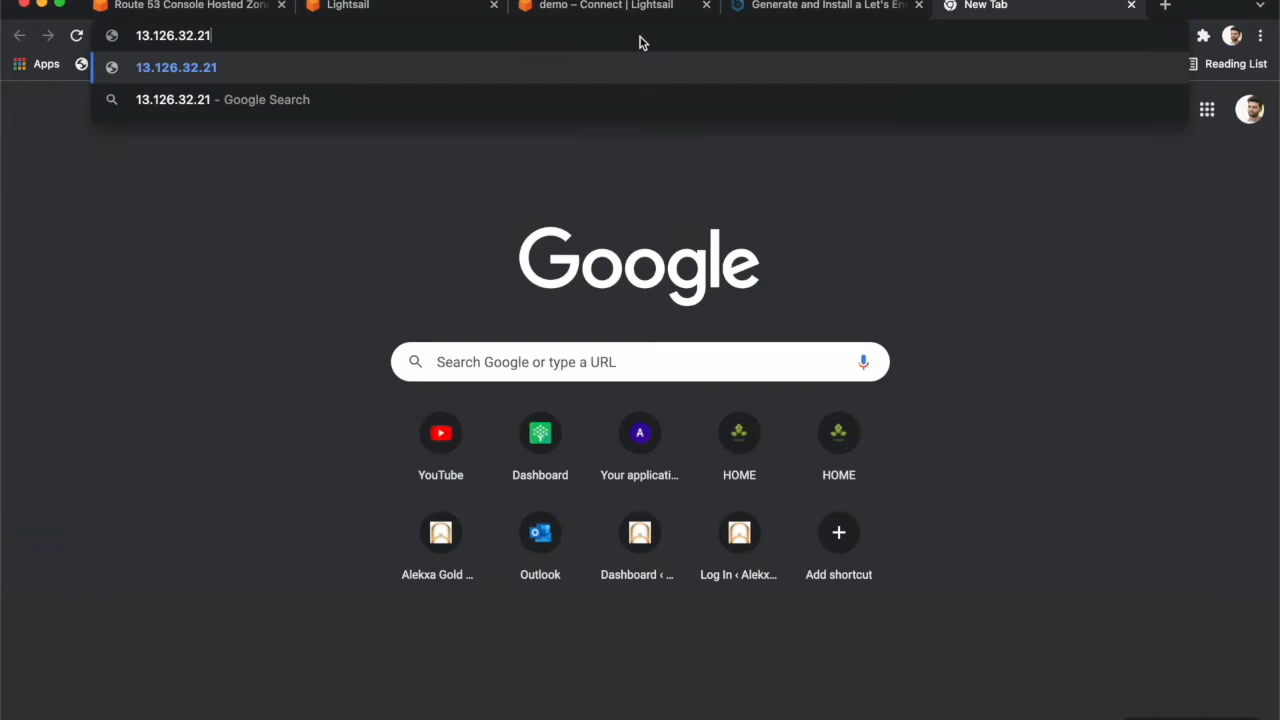 Route 53 Console Hosted Zon
Lightsail
demo – Connect | Lightsail
Generate and Install a Let's En
New Tab
13.126.32.21
Apps
Reading List
13.126.32.21
13.126.32.21 - Google Search
Google
Search Google or type a URL
YouTube
Dashboard
A
Your applicati...
HOME
HOME
Alekxa Gold ...
Outlook
Dashboard ‹ ...
Log In ‹ Alekx...
Add shortcut